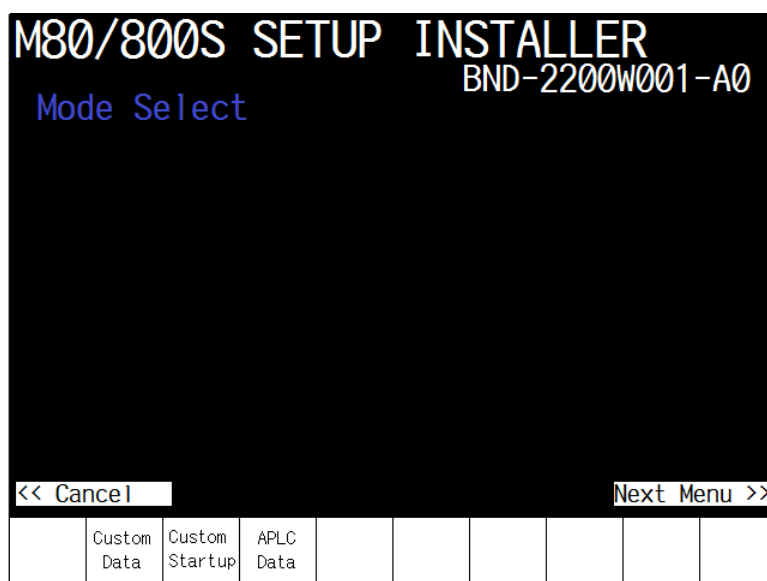 M80/800S SETUP INSTALLER
BND-2200W001-A0
Mode Select
<< Cancel
Next Menu >>
Custom Data
Custom Startup
APLC Data